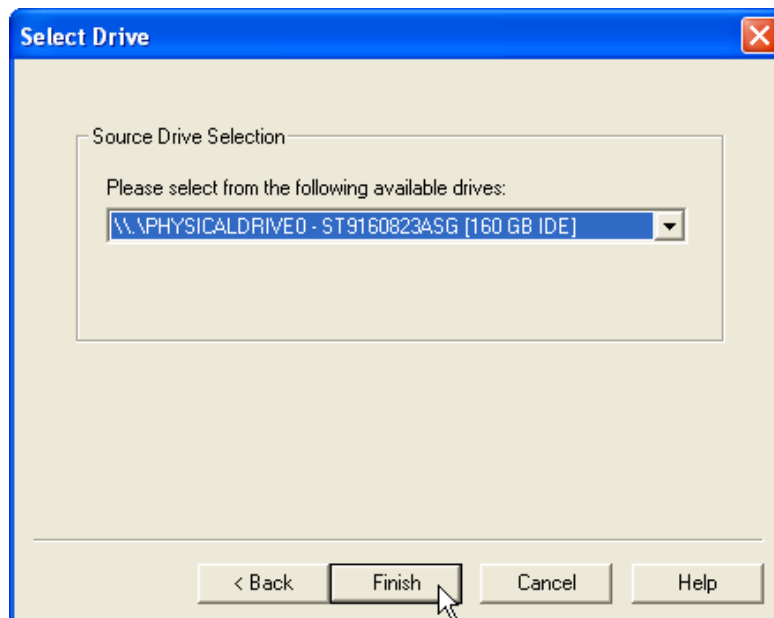 Select Drive
Source Drive Selection
Please select from the following available drives:
\\.\PHYSICALDRIVE0 - ST9160823ASG [160 GB IDE]
< Back Finish Cancel Help